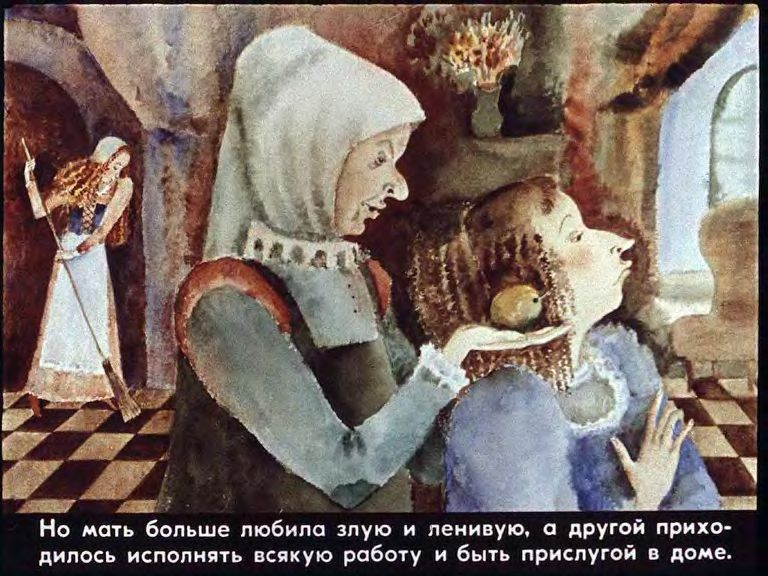 Но мать больше любила злую и ленивую, а другой прихо-
дилось исполнять всякую работу и быть прислугой в доме.